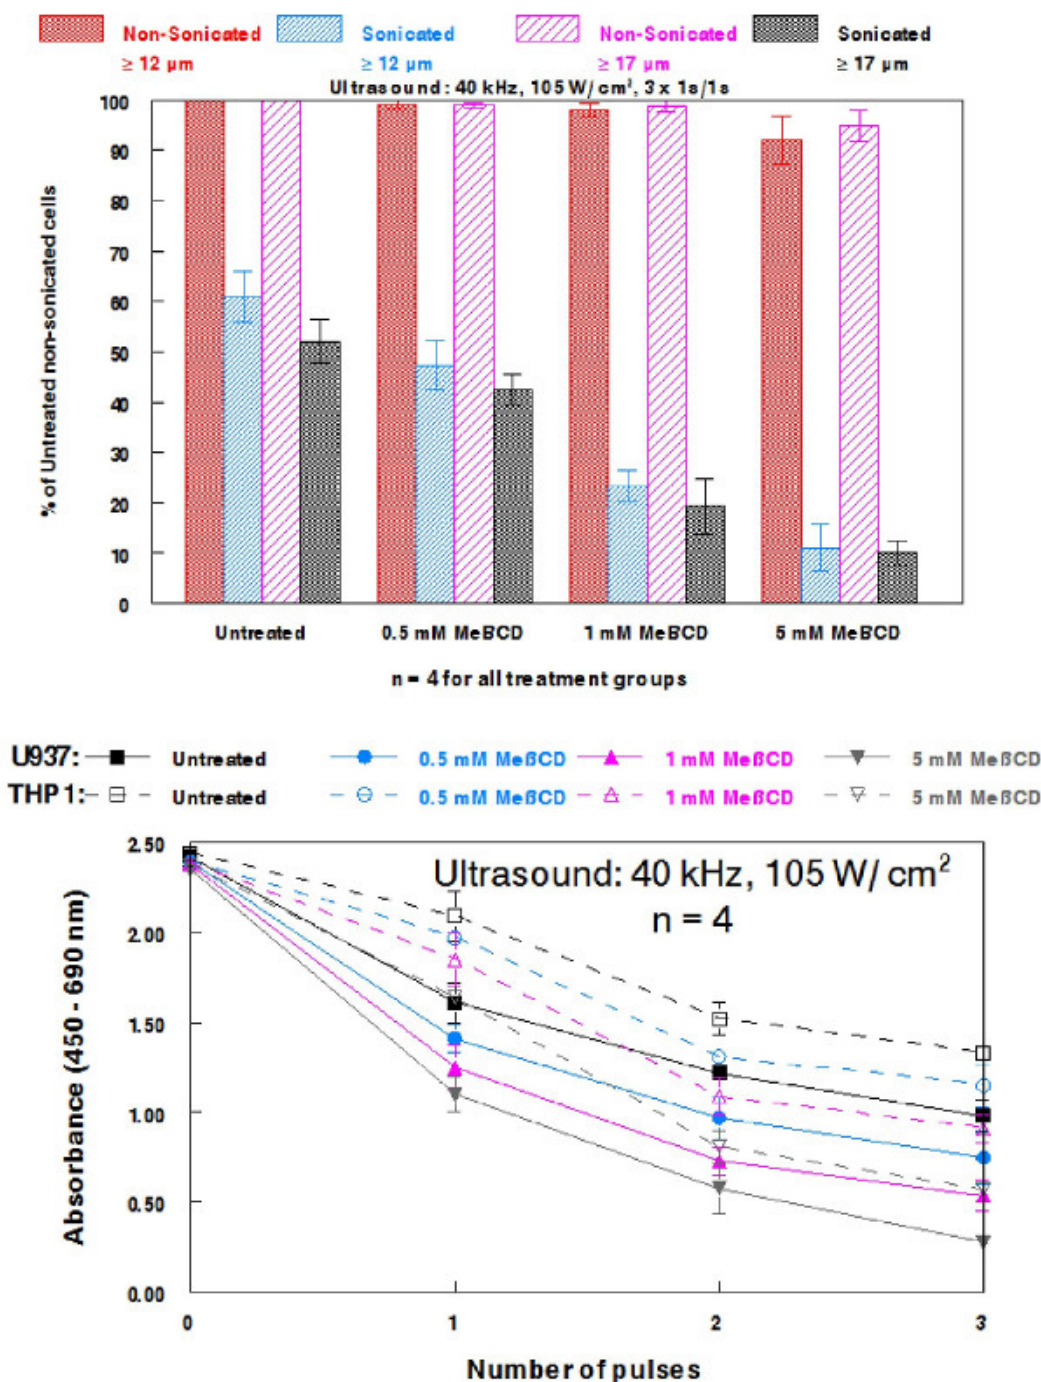 Non-Sonicated Sonicated Non-Sonicated Sonicated
≥ 12 µm ≥ 12 µm ≥ 17 µm ≥ 17 µm
Ultrasound: 40 kHz, 105 W/cm², 3 x 1s/1s
100
90
80
70
60
50
40
30
20
10
0
% of Untreated non-sonicated cells
Untreated 0.5 mM MeßCD 1 mM MeßCD 5 mM MeßCD
n = 4 for all treatment groups
U937: Untreated 0.5 mM MeßCD 1 mM MeßCD 5 mM MeßCD
THP1: Untreated 0.5 mM MeßCD 1 mM MeßCD 5 mM MeßCD
Ultrasound: 40 kHz, 105 W/ cm²
n = 4
2.50
2.00
1.50
1.00
0.50
0.00
Absorbance (450 - 690 nm)
0 1 2 3
Number of pulses